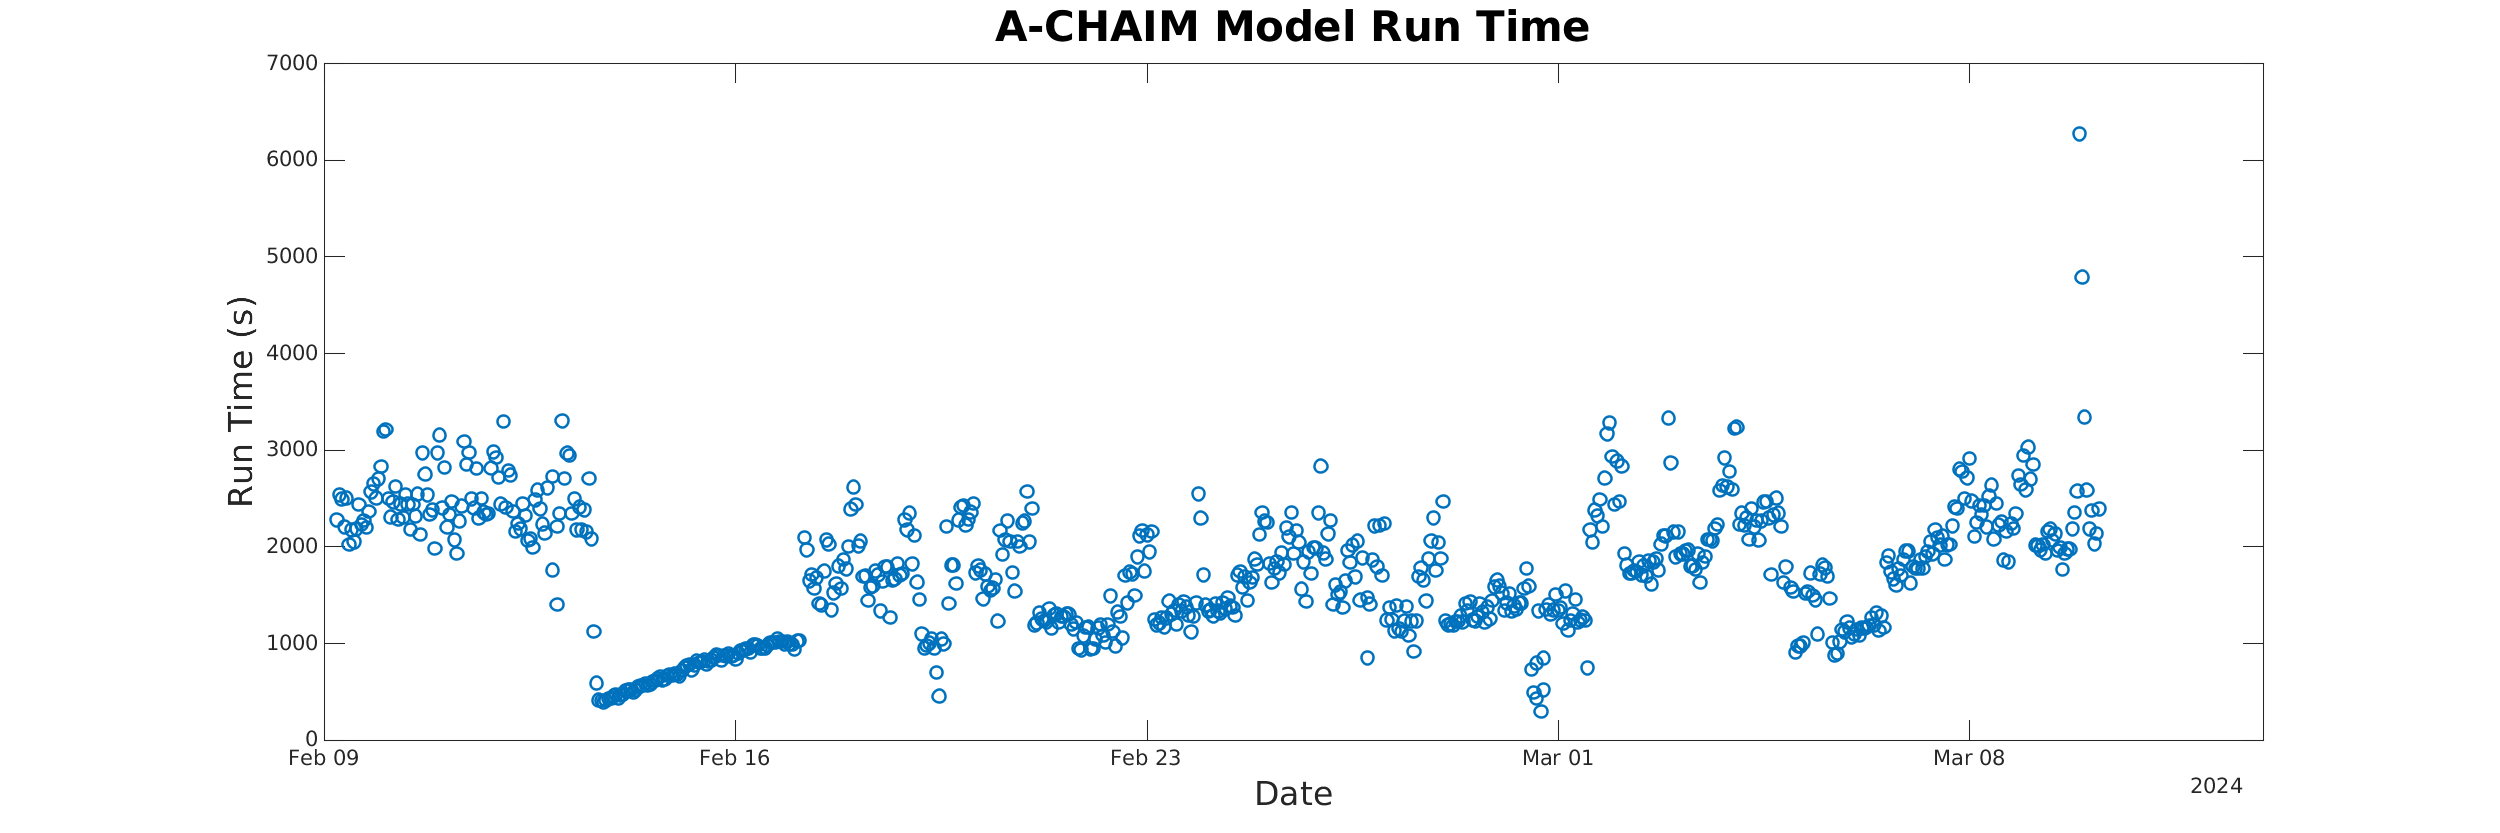 A-CHAIM Model Run Time
7000
6000
5000
4000
3000
2000
1000
0
Run Time (s)
Feb 09 Feb 16 Feb 23 Mar 01 Mar 08
Date
2024